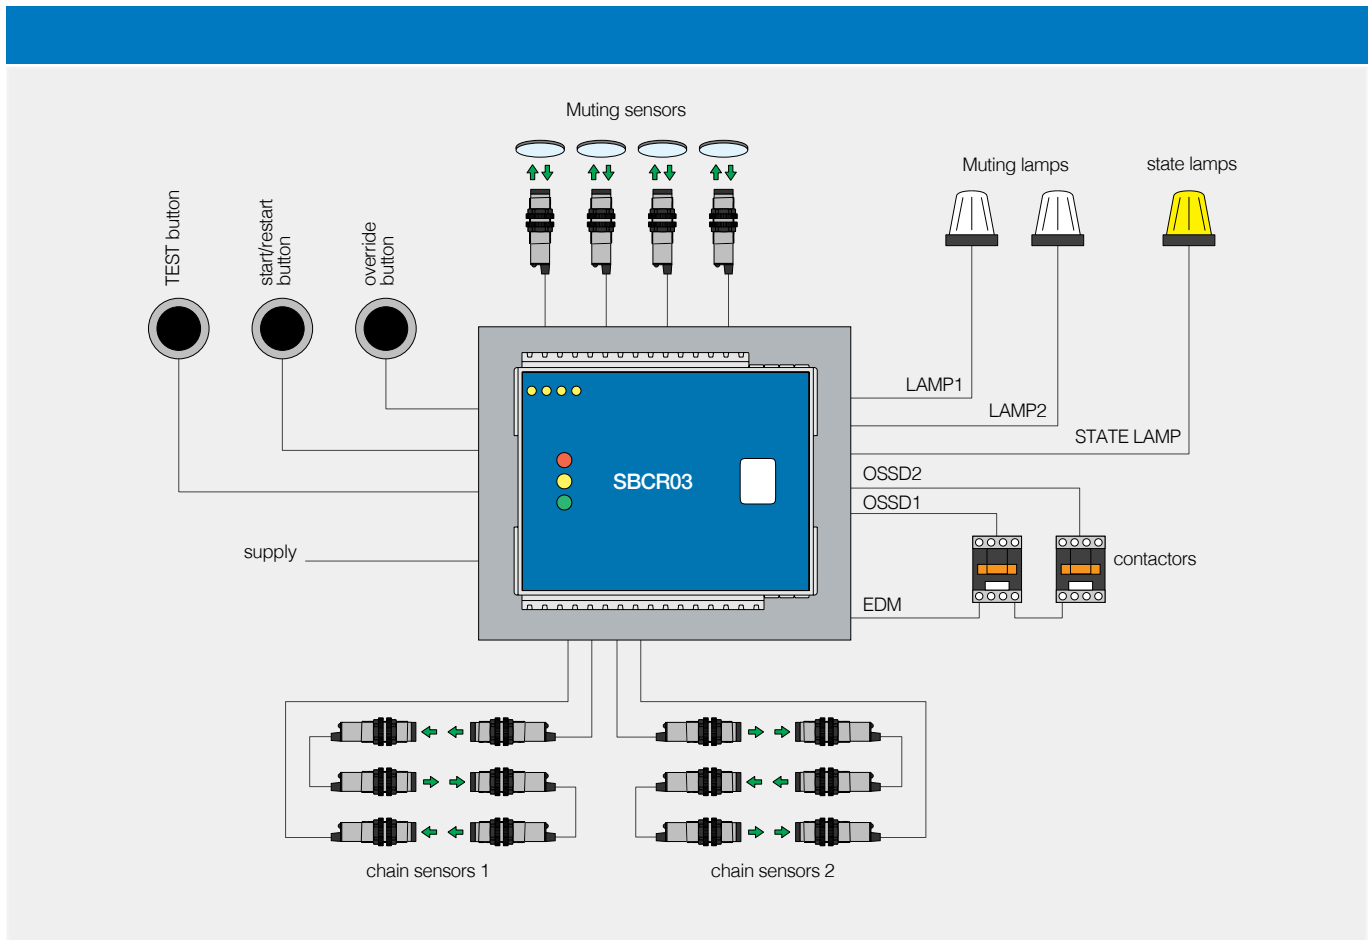 Muting sensors
Muting lamps
state lamps
TEST button
start/restart
button
override
button
LAMP1
LAMP2
STATE LAMP
SBCR03
OSSD2
OSSD1
supply
contactors
EDM
chain sensors 1
chain sensors 2